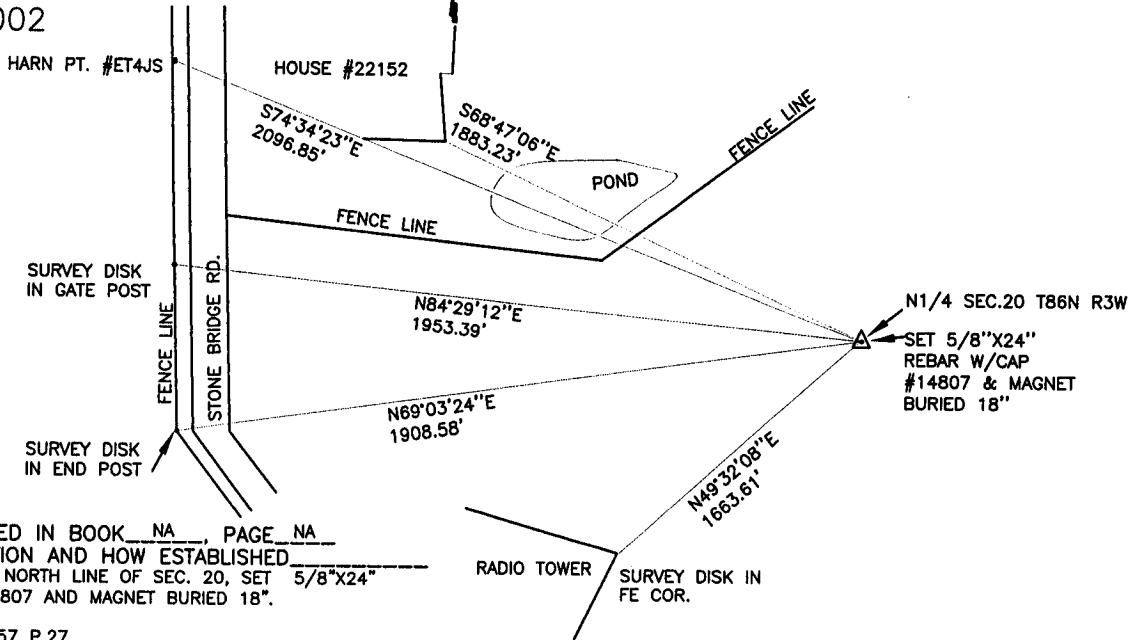 002
HARN PT. #ET4JS
HOUSE #22152
S74°34'23"E
2096.85'
S68°47'06"E
1883.23'
FENCE LINE
POND
FENCE LINE
SURVEY DISK
IN GATE POST
FENCE LINE
STONE BRIDGE RD.
N84°29'12"E
1953.39'
N1/4 SEC.20 T86N R3W
SET 5/8"X24"
REBAR W/CAP
#14807 & MAGNET
BURIED 18"
N69°03'24"E
1908.58'
SURVEY DISK
IN END POST
N49°32'08"E
1663.61'
ED IN BOOK NA, PAGE NA
ION AND HOW ESTABLISHED
NORTH LINE OF SEC. 20, SET 5/8"X24"
807 AND MAGNET BURIED 18".
RADIO TOWER
SURVEY DISK IN
FE COR.
57 P.27